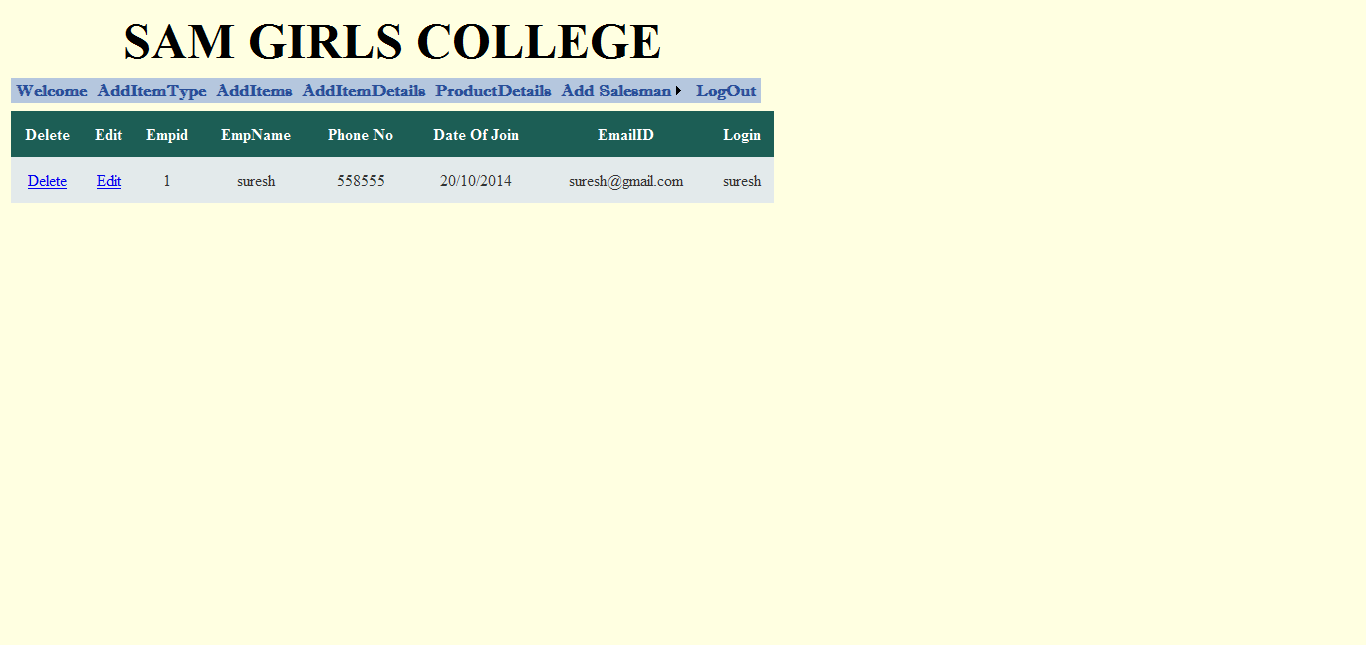 SAM GIRLS COLLEGE
Welcome AddItemType AddItems AddItemDetails ProductDetails Add Salesman LogOut
Delete Edit Empid EmpName Phone No Date Of Join EmailID Login
Delete Edit 1 suresh 558555 20/10/2014 suresh@gmail.com suresh